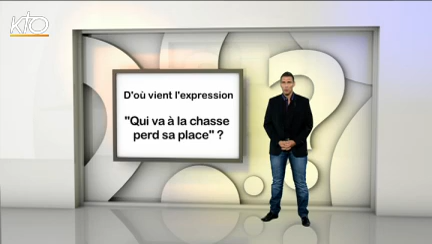 KTO
D'où vient l'expression
"Qui va à la chasse
perd sa place" ?